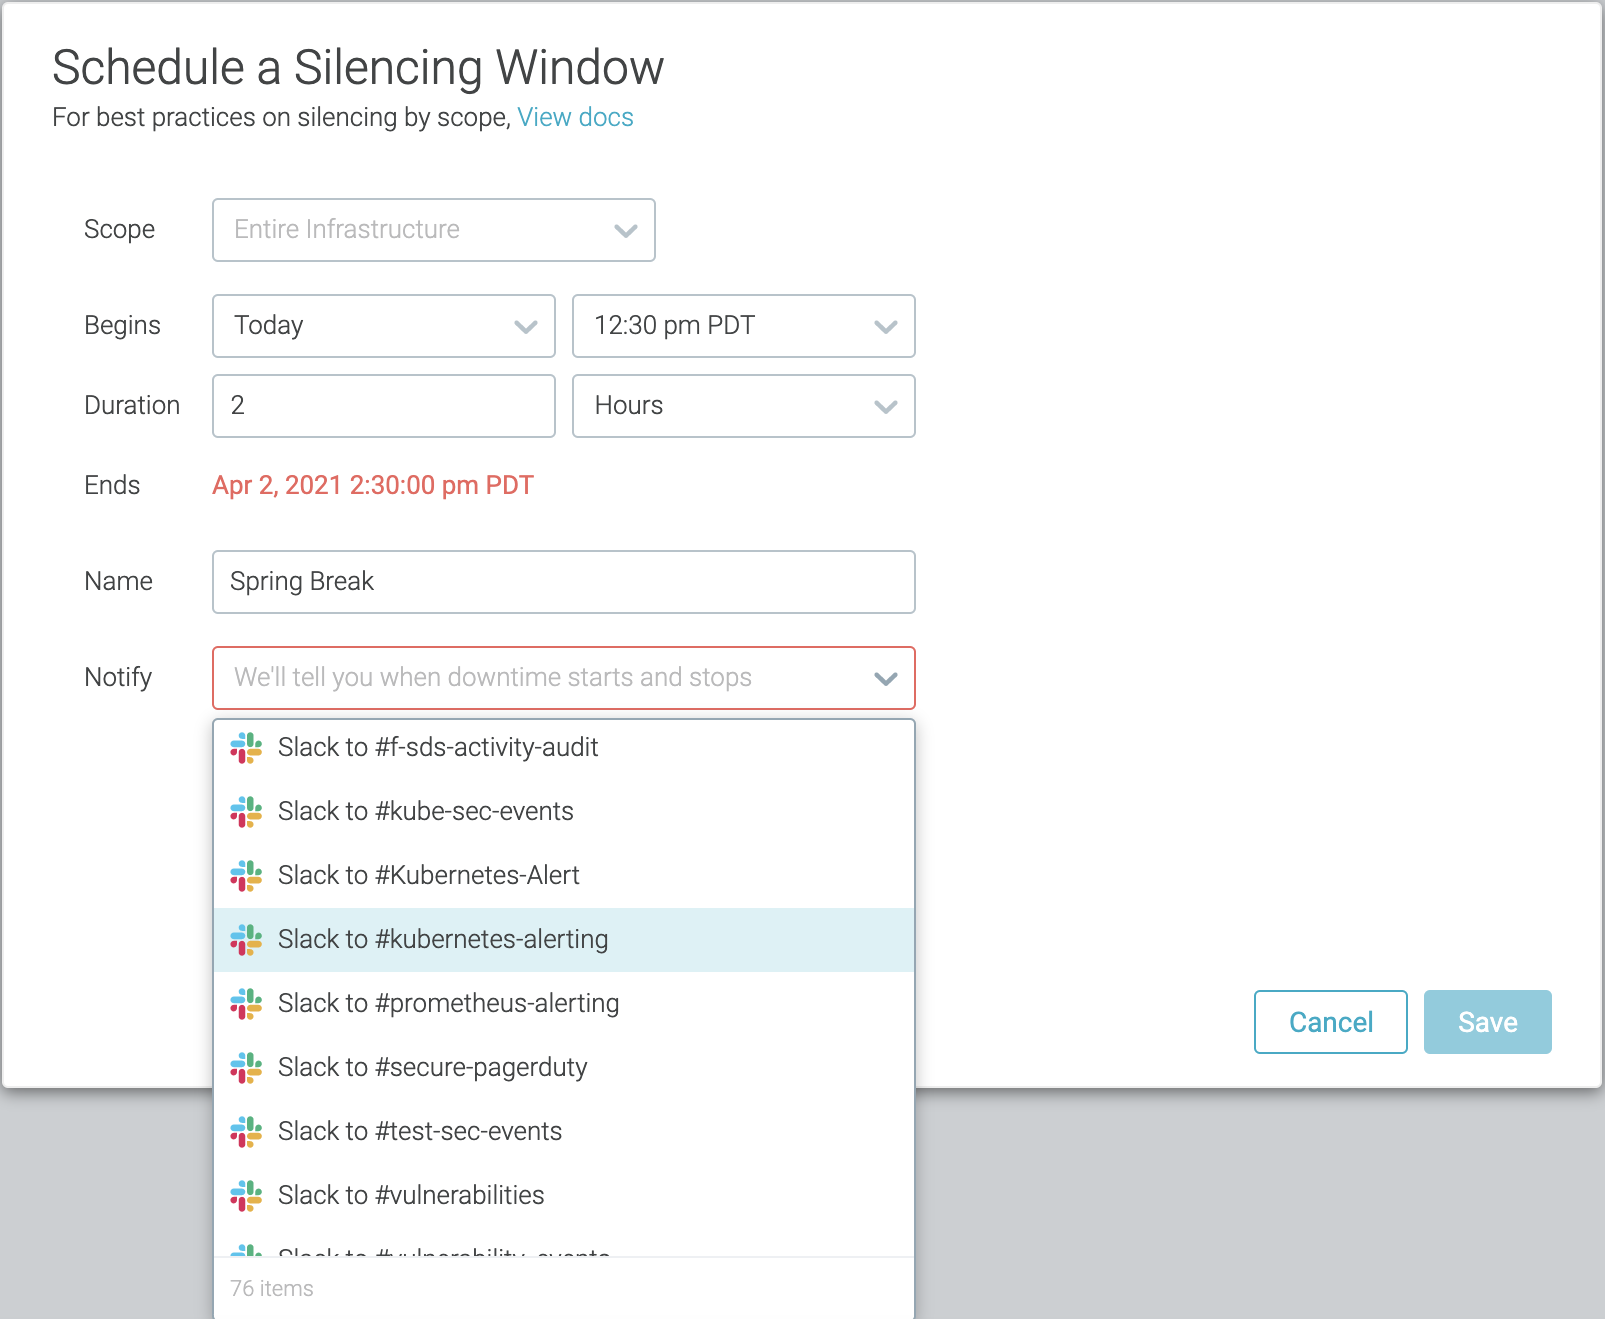 Schedule a Silencing Window
For best practices on silencing by scope, View docs
Scope Entire Infrastructure
Begins Today 12:30 pm PDT
Duration 2 Hours
Ends Apr 2, 2021 2:30:00 pm PDT
Name Spring Break
Notify We'll tell you when downtime starts and stops
Slack to #f-sds-activity-audit
Slack to #kube-sec-events
Slack to #Kubernetes-Alert
Slack to #kubernetes-alerting
Slack to #prometheus-alerting
Slack to #secure-pagerduty
Slack to #test-sec-events
Slack to #vulnerabilities
Slack to
76 items
Cancel Save